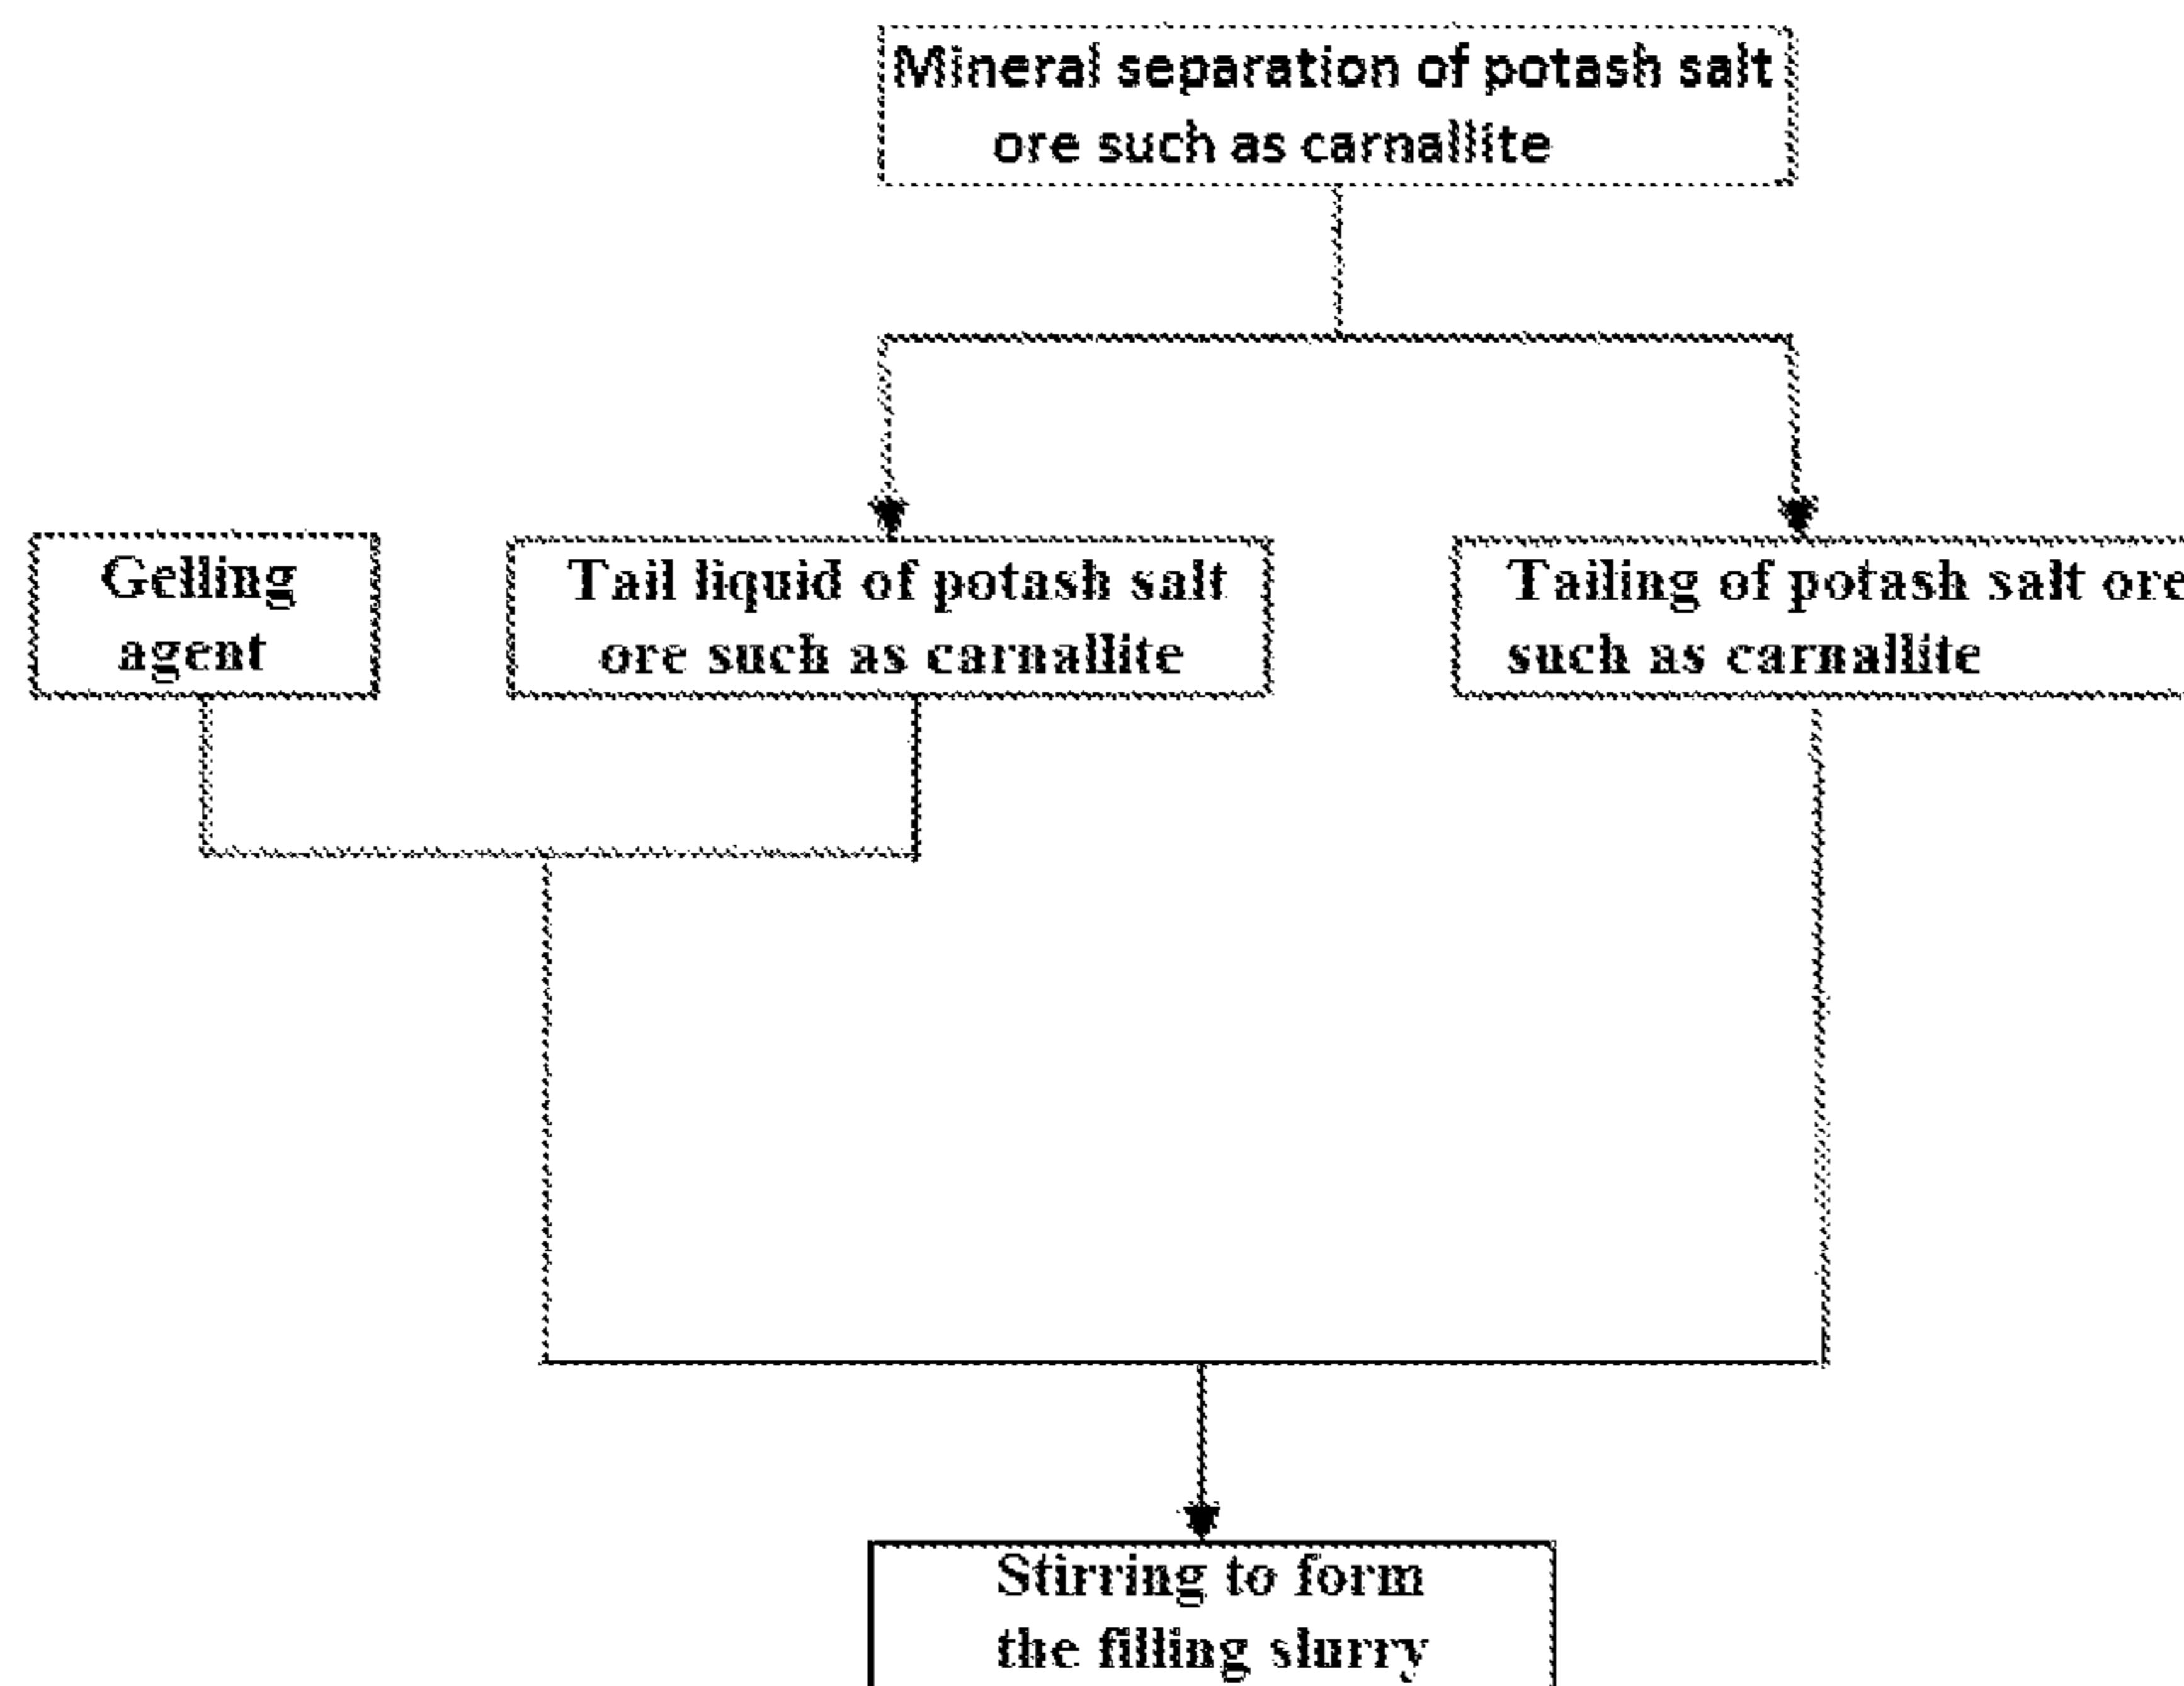 Mineral separation of potash salt
ore such as carnallite
Gelling
agent
Tail liquid of potash salt
ore such as carnallite
Tailing of potash salt ore
such as carnallite
Stirring to form
the filling slurry